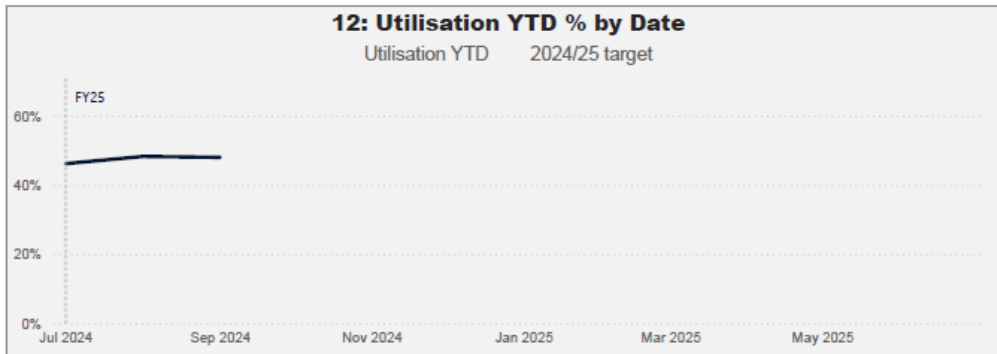 12: Utilisation YTD % by Date
Utilisation YTD 2024/25 target
FY25
60%
40%
20%
0%
Jul 2024 Sep 2024 Nov 2024 Jan 2025 Mar 2025 May 2025